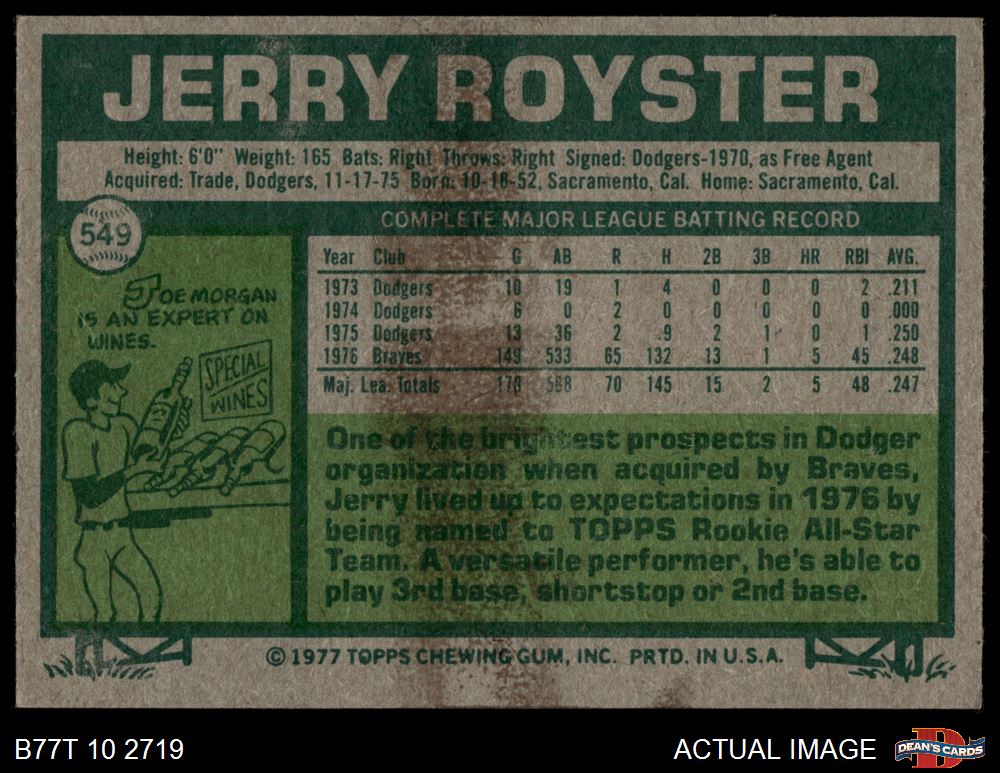 JERRY ROYSTER
Height: 6'0" Weight: 165 Bats: Right Throws: Right Signed: Dodgers-1970, as Free Agent
Acquired: Trade, Dodgers, 11-17-75 Born: 10-18-52, Sacramento, Cal. Home: Sacramento, Cal.
549
COMPLETE MAJOR LEAGUE BATTING RECORD
Year Club G AB R H 2B 3B HR RBI AVG.
1973 Dodgers 10 19 1 4 0 0 0 2 .211
1974 Dodgers 6 0 2 0 0 0 0 0 .000
1975 Dodgers 13 36 2 .9 2 1 0 1 .250
1976 Braves 149 533 65 132 13 1 5 45 .248
Maj. Lea. Totals 178 588 70 145 15 2 5 48 .247
JOE MORGAN
IS AN EXPERT ON
WINES.
SPECIAL
WINES
One of the brightest prospects in Dodger
organization when acquired by Braves,
Jerry lived up to expectations in 1976 by
being named to TOPPS Rookie All-Star
Team. A versatile performer, he's able to
play 3rd base, shortstop or 2nd base.
© 1977 TOPPS CHEWING GUM, INC. PRTD. IN U.S.A.
B77T 10 2719
ACTUAL IMAGE
D
DEAN'S CARDS